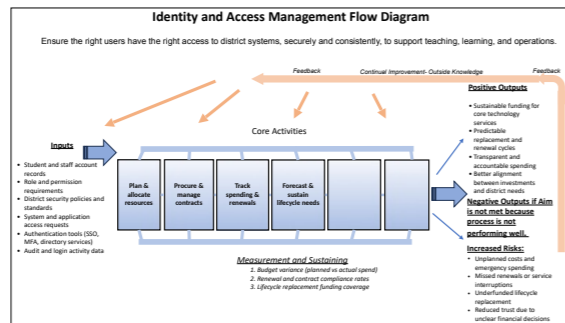 Identity and Access Management Flow Diagram
Ensure the right users have the right access to district systems, securely and consistently, to support teaching, learning, and operations.
Feedback
Continual Improvement- Outside Knowledge
Feedback
Inputs
• Student and staff account
records
• Role and permission
requirements
• District security policies and
standards
• System and application
access requests
• Authentication tools (SSO,
MFA, directory services)
• Audit and login activity data
Core Activities
Plan &
allocate
resources
Procure &
manage
contracts
Track
spending &
renewals
Forecast &
sustain
lifecycle needs
Measurement and Sustaining
1. Budget variance (planned vs actual spend)
2. Renewal and contract compliance rates
3. Lifecycle replacement funding coverage
Positive Outputs
• Sustainable funding for
core technology
services
• Predictable
replacement and
renewal cycles
• Transparent and
accountable spending
• Better alignment
between investments
and district needs
Negative Outputs if Aim
is not met because
process is not
performing well.
Increased Risks:
• Unplanned costs and
emergency spending
• Missed renewals or service
interruptions
• Underfunded lifecycle
replacement
• Reduced trust due to
unclear financial decisions